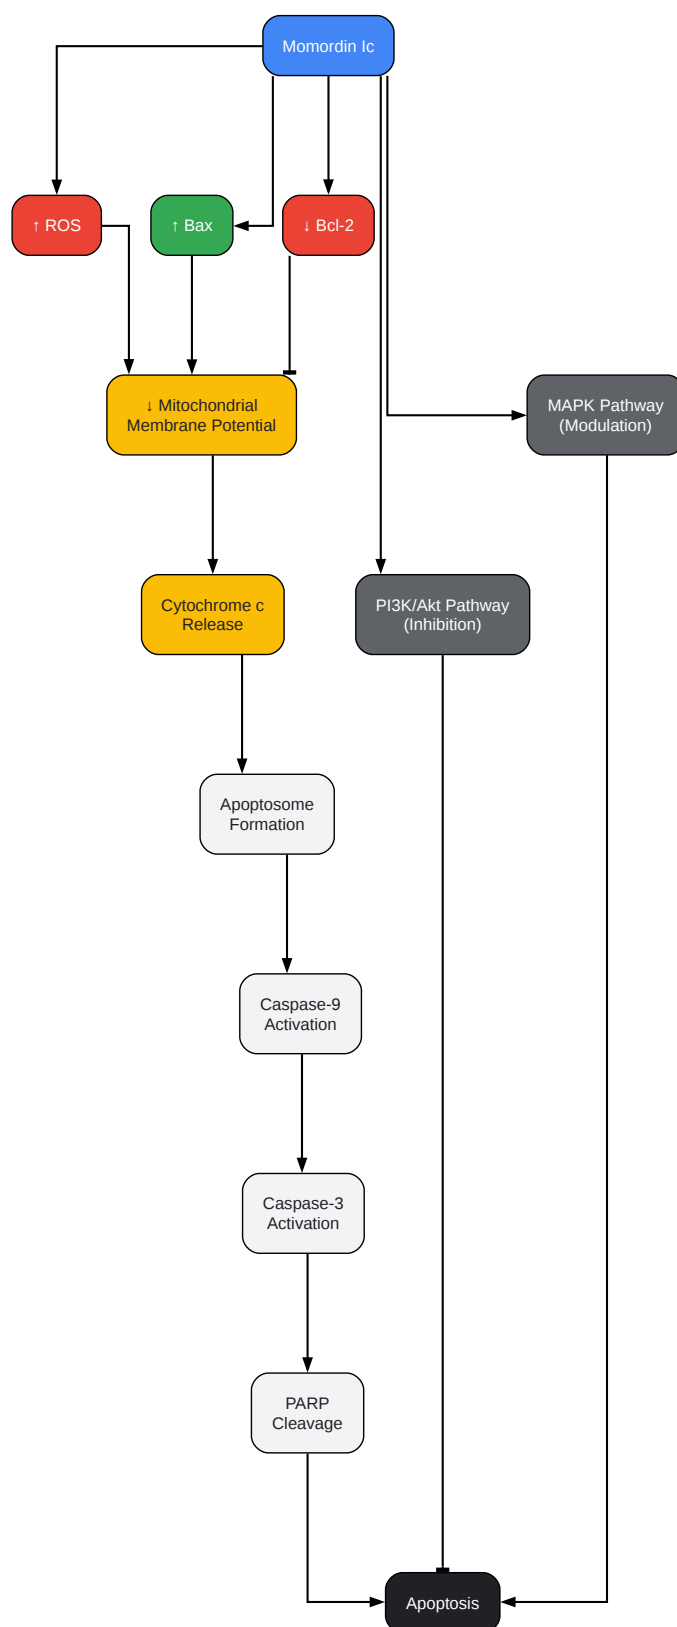 Momordin Ic
↑ ROS
↑ Bax
↓ Bcl-2
↓ Mitochondrial
Membrane Potential
MAPK Pathway
(Modulation)
Cytochrome c
Release
PI3K/Akt Pathway
(Inhibition)
Apoptosome
Formation
Caspase-9
Activation
Caspase-3
Activation
PARP
Cleavage
Apoptosis